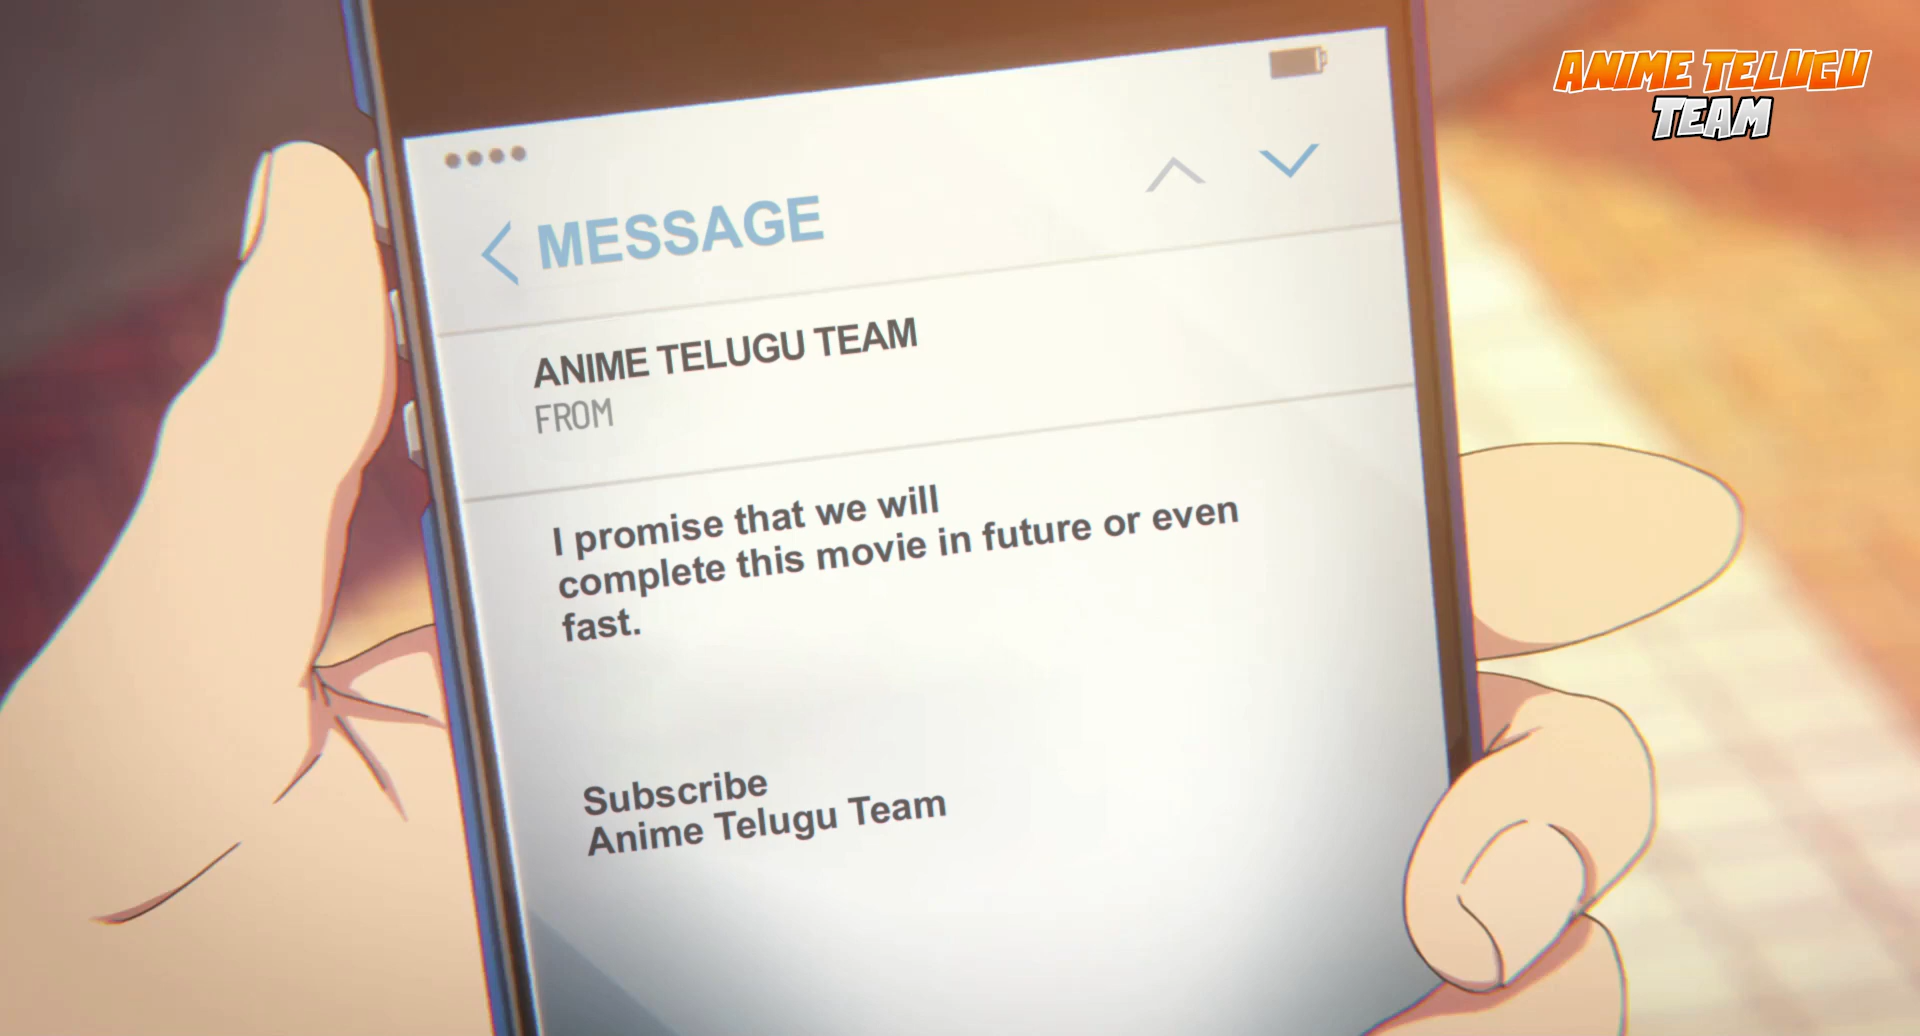 ANIME TELUGU
TEAM
MESSAGE
ANIME TELUGU TEAM
FROM
I promise that we will
complete this movie in future or even
fast.
Subscribe
Anime Telugu Team